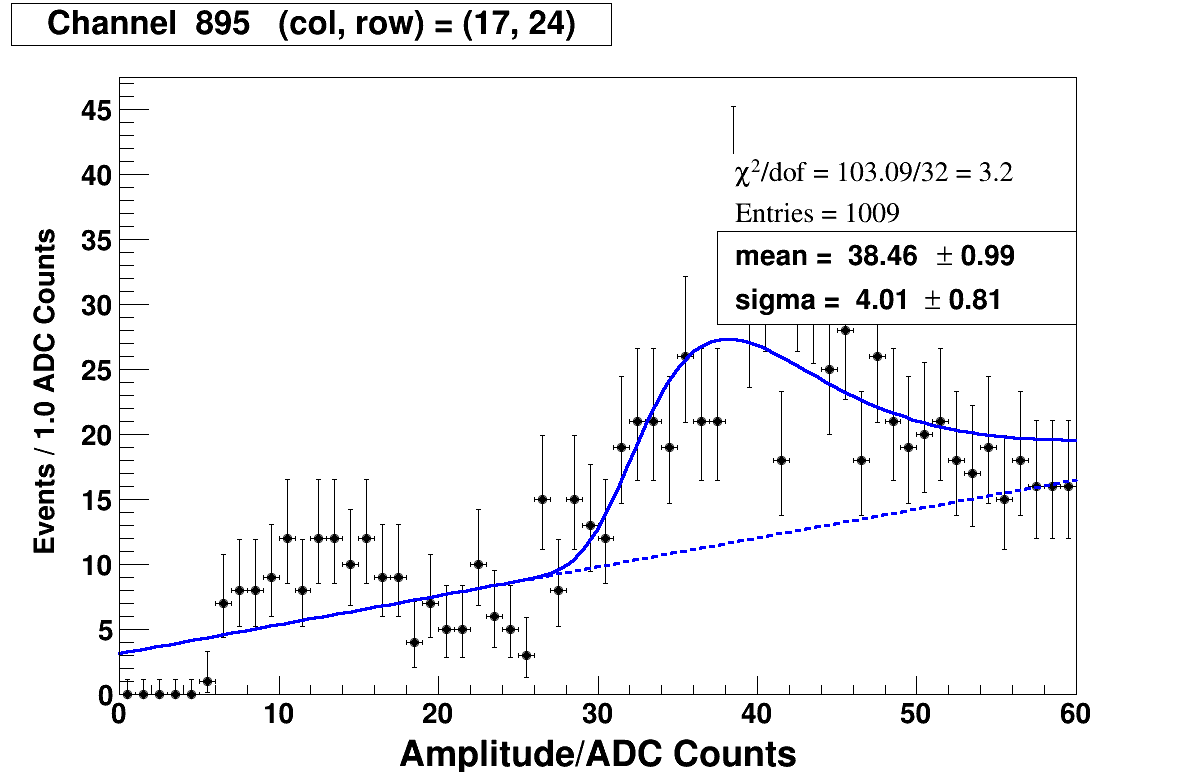 Channel 895 (col, row) = (17, 24)
45
40
35
30
25
20
15
10
5
0
Events / 1.0 ADC Counts
χ²/dof = 103.09/32 = 3.2
Entries = 1009
mean = 38.46 ± 0.99
sigma = 4.01 ± 0.81
0 10 20 30 40 50 60
Amplitude/ADC Counts